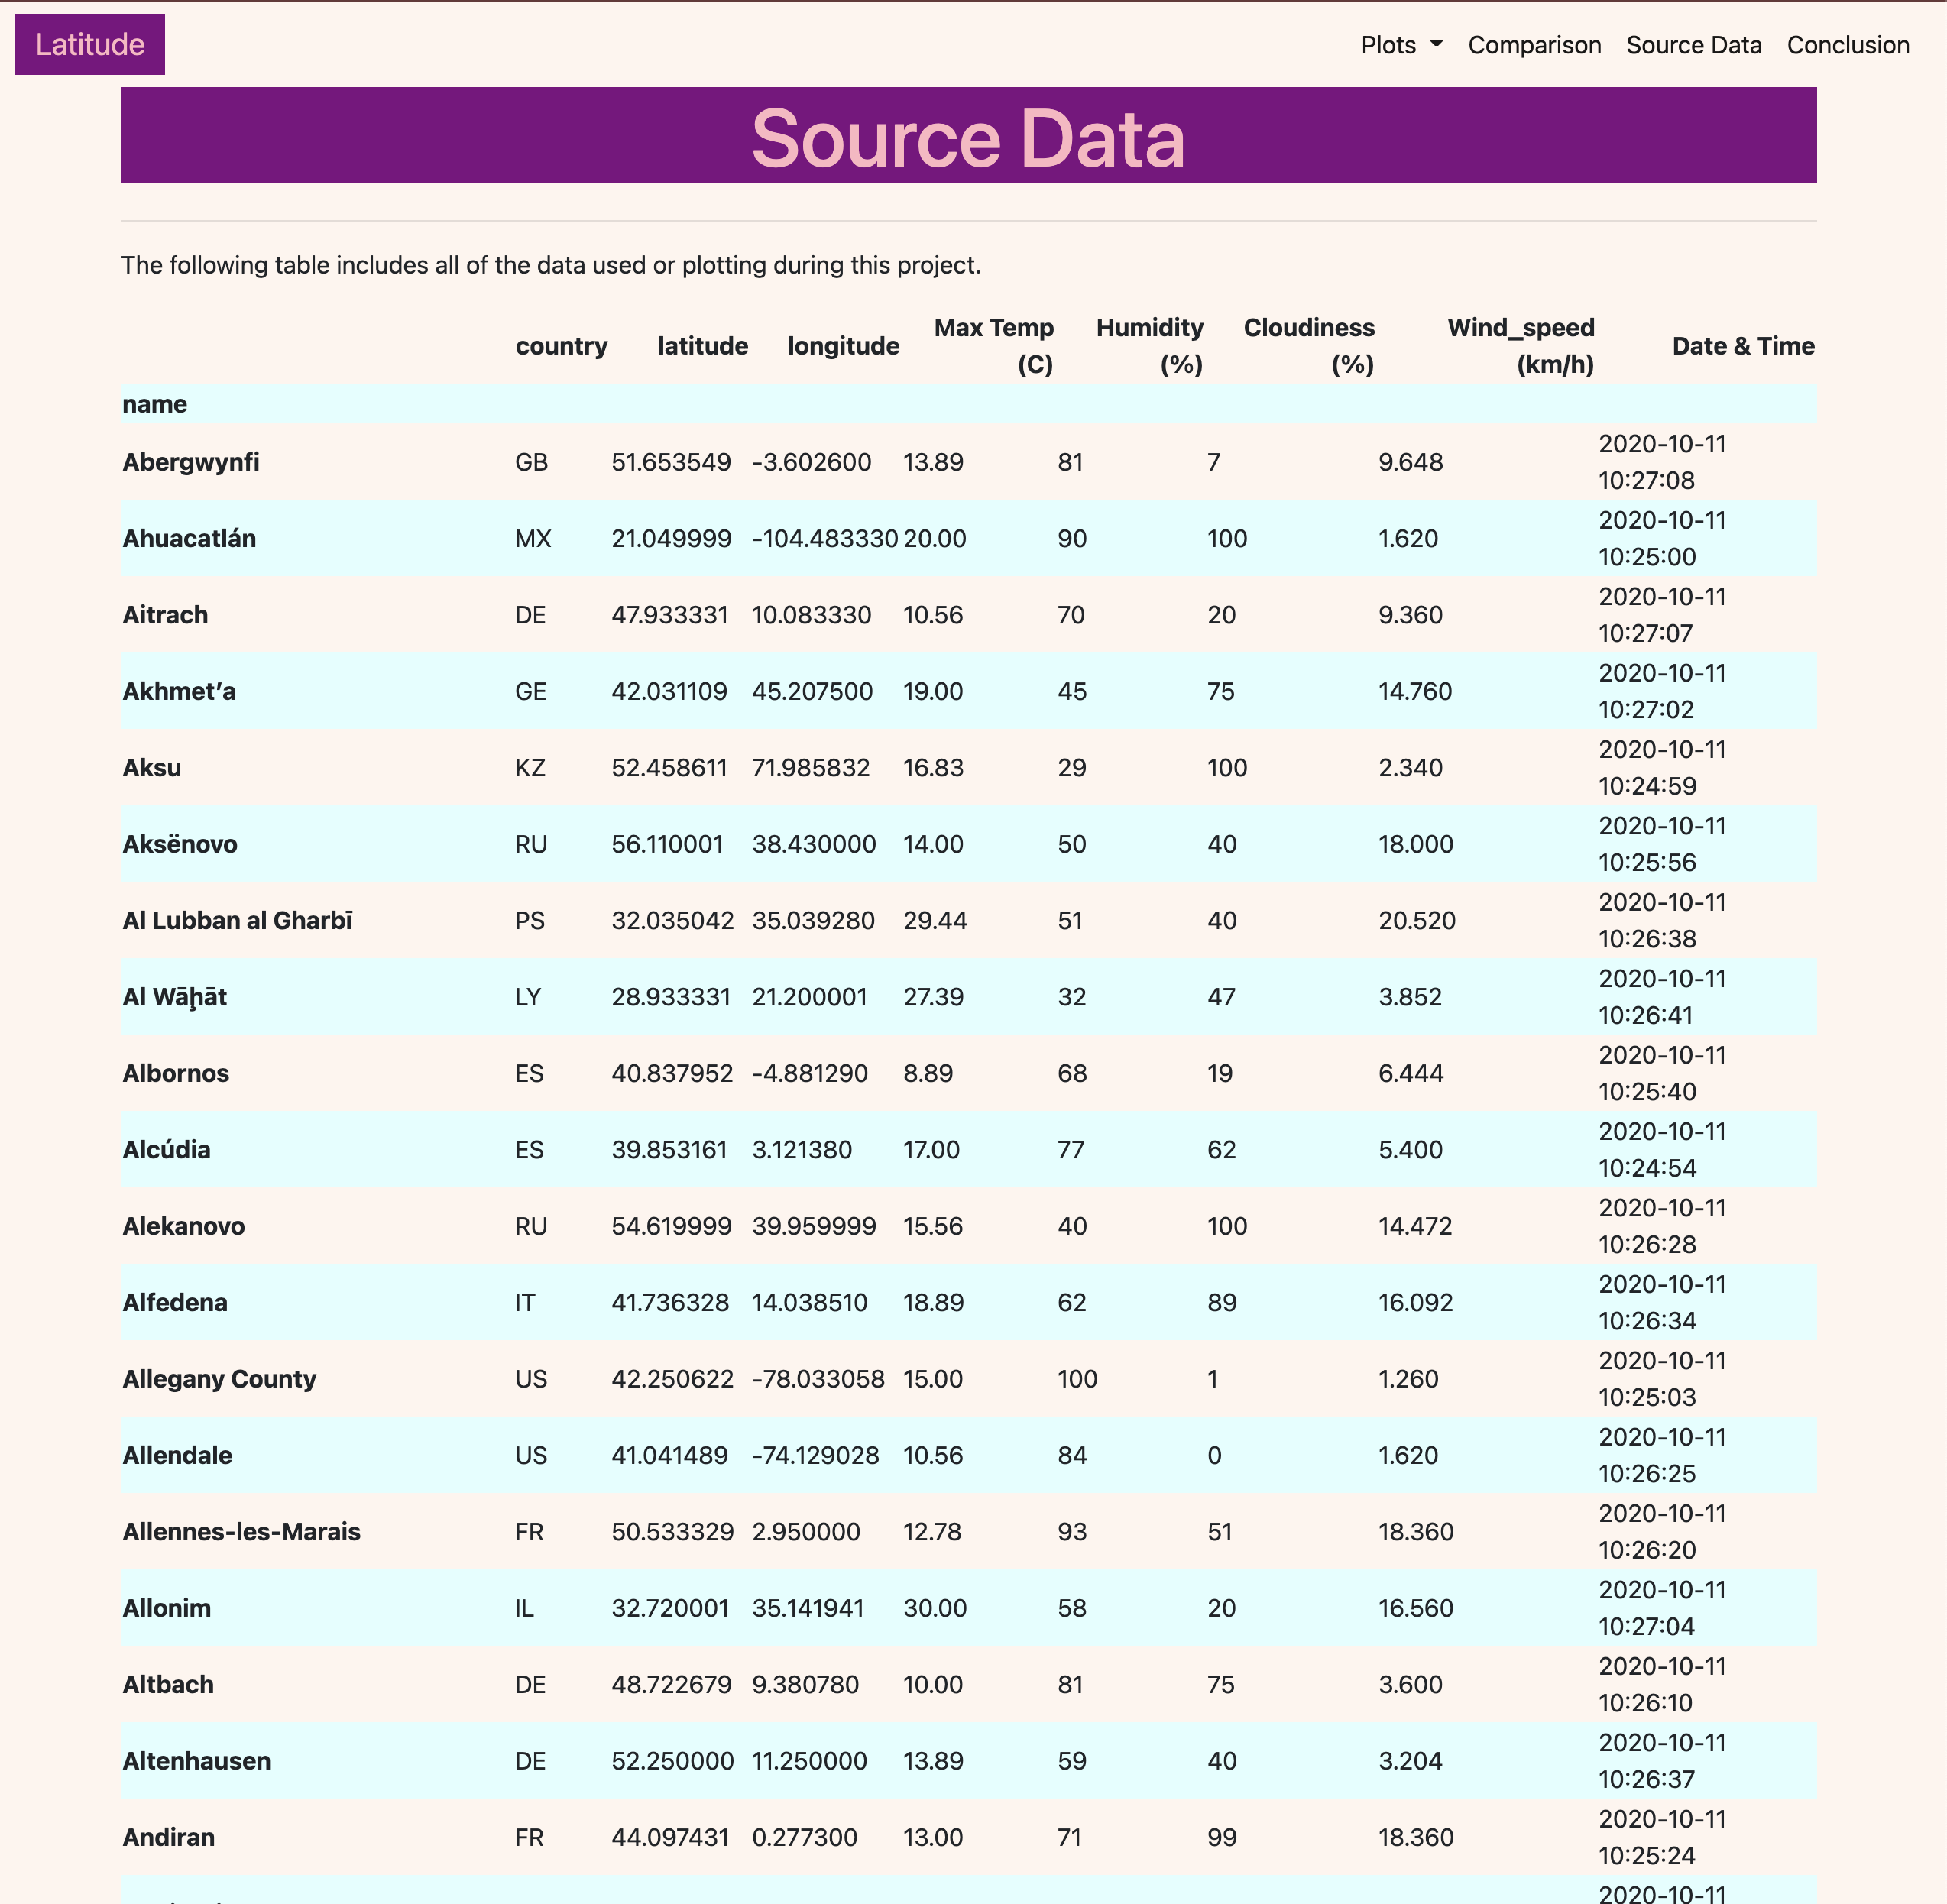 Latitude
Plots Comparison Source Data Conclusion
Source Data
The following table includes all of the data used or plotting during this project.
country latitude longitude Max Temp (C) Humidity (%) Cloudiness (%) Wind_speed (km/h) Date & Time
name
Abergwynfi GB 51.653549 -3.602600 13.89 81 7 9.648 2020-10-11 10:27:08
Ahuacatlán MX 21.049999 -104.483330 20.00 90 100 1.620 2020-10-11 10:25:00
Aitrach DE 47.933331 10.083330 10.56 70 20 9.360 2020-10-11 10:27:07
Akhmet’a GE 42.031109 45.207500 19.00 45 75 14.760 2020-10-11 10:27:02
Aksu KZ 52.458611 71.985832 16.83 29 100 2.340 2020-10-11 10:24:59
Aksënovo RU 56.110001 38.430000 14.00 50 40 18.000 2020-10-11 10:25:56
Al Lubban al Gharbī PS 32.035042 35.039280 29.44 51 40 20.520 2020-10-11 10:26:38
Al Wāḩāt LY 28.933331 21.200001 27.39 32 47 3.852 2020-10-11 10:26:41
Albornos ES 40.837952 -4.881290 8.89 68 19 6.444 2020-10-11 10:25:40
Alcúdia ES 39.853161 3.121380 17.00 77 62 5.400 2020-10-11 10:24:54
Alekanovo RU 54.619999 39.959999 15.56 40 100 14.472 2020-10-11 10:26:28
Alfedena IT 41.736328 14.038510 18.89 62 89 16.092 2020-10-11 10:26:34
Allegany County US 42.250622 -78.033058 15.00 100 1 1.260 2020-10-11 10:25:03
Allendale US 41.041489 -74.129028 10.56 84 0 1.620 2020-10-11 10:26:25
Allennes-les-Marais FR 50.533329 2.950000 12.78 93 51 18.360 2020-10-11 10:26:20
Allonim IL 32.720001 35.141941 30.00 58 20 16.560 2020-10-11 10:27:04
Altbach DE 48.722679 9.380780 10.00 81 75 3.600 2020-10-11 10:26:10
Altenhausen DE 52.250000 11.250000 13.89 59 40 3.204 2020-10-11 10:26:37
Andiran FR 44.097431 0.277300 13.00 71 99 18.360 2020-10-11 10:25:24
2020-10-11